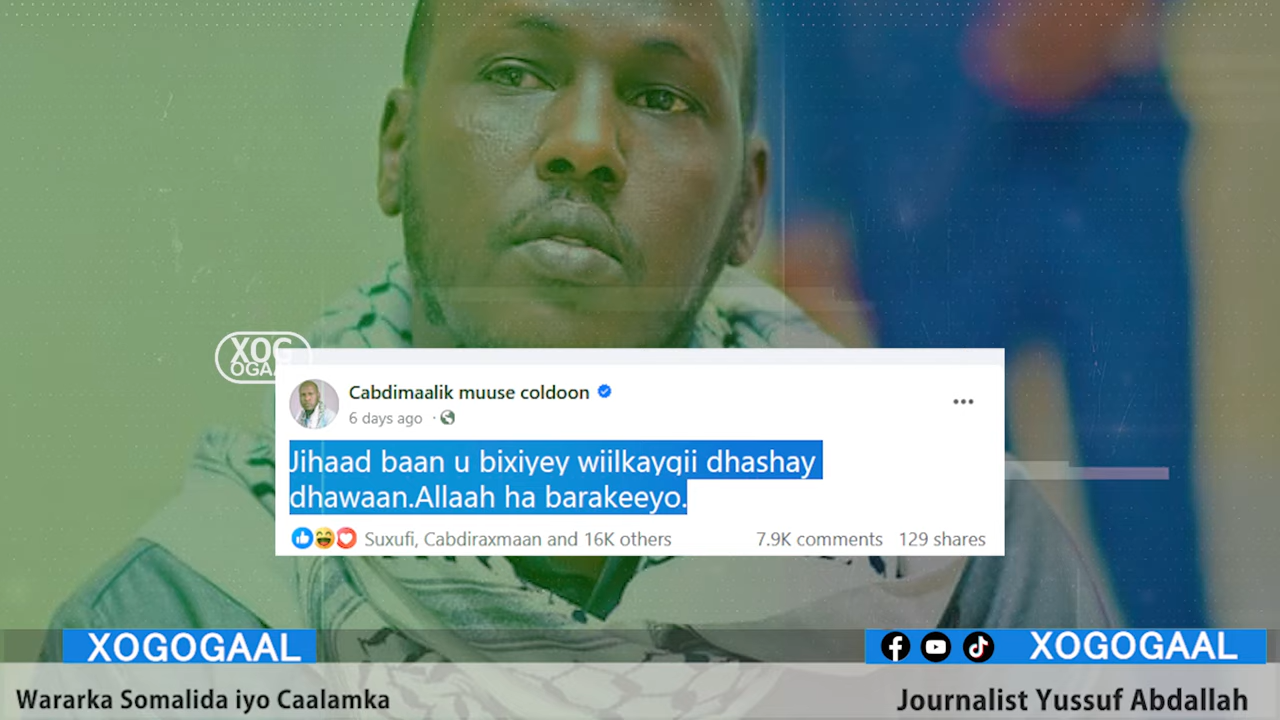 XOG
OGAA
Cabdimaalik muuse coldoon
6 days ago ·
Jihaad baan u bixiyey wiilkaygii dhashay
dhawaan.Allaah ha barakeeyo.
Suxufi, Cabdiraxmaan and 16K others
7.9K comments 129 shares
XOGOGAAL
XOGOGAAL
Wararka Somalida iyo Caalamka
Journalist Yussuf Abdallah